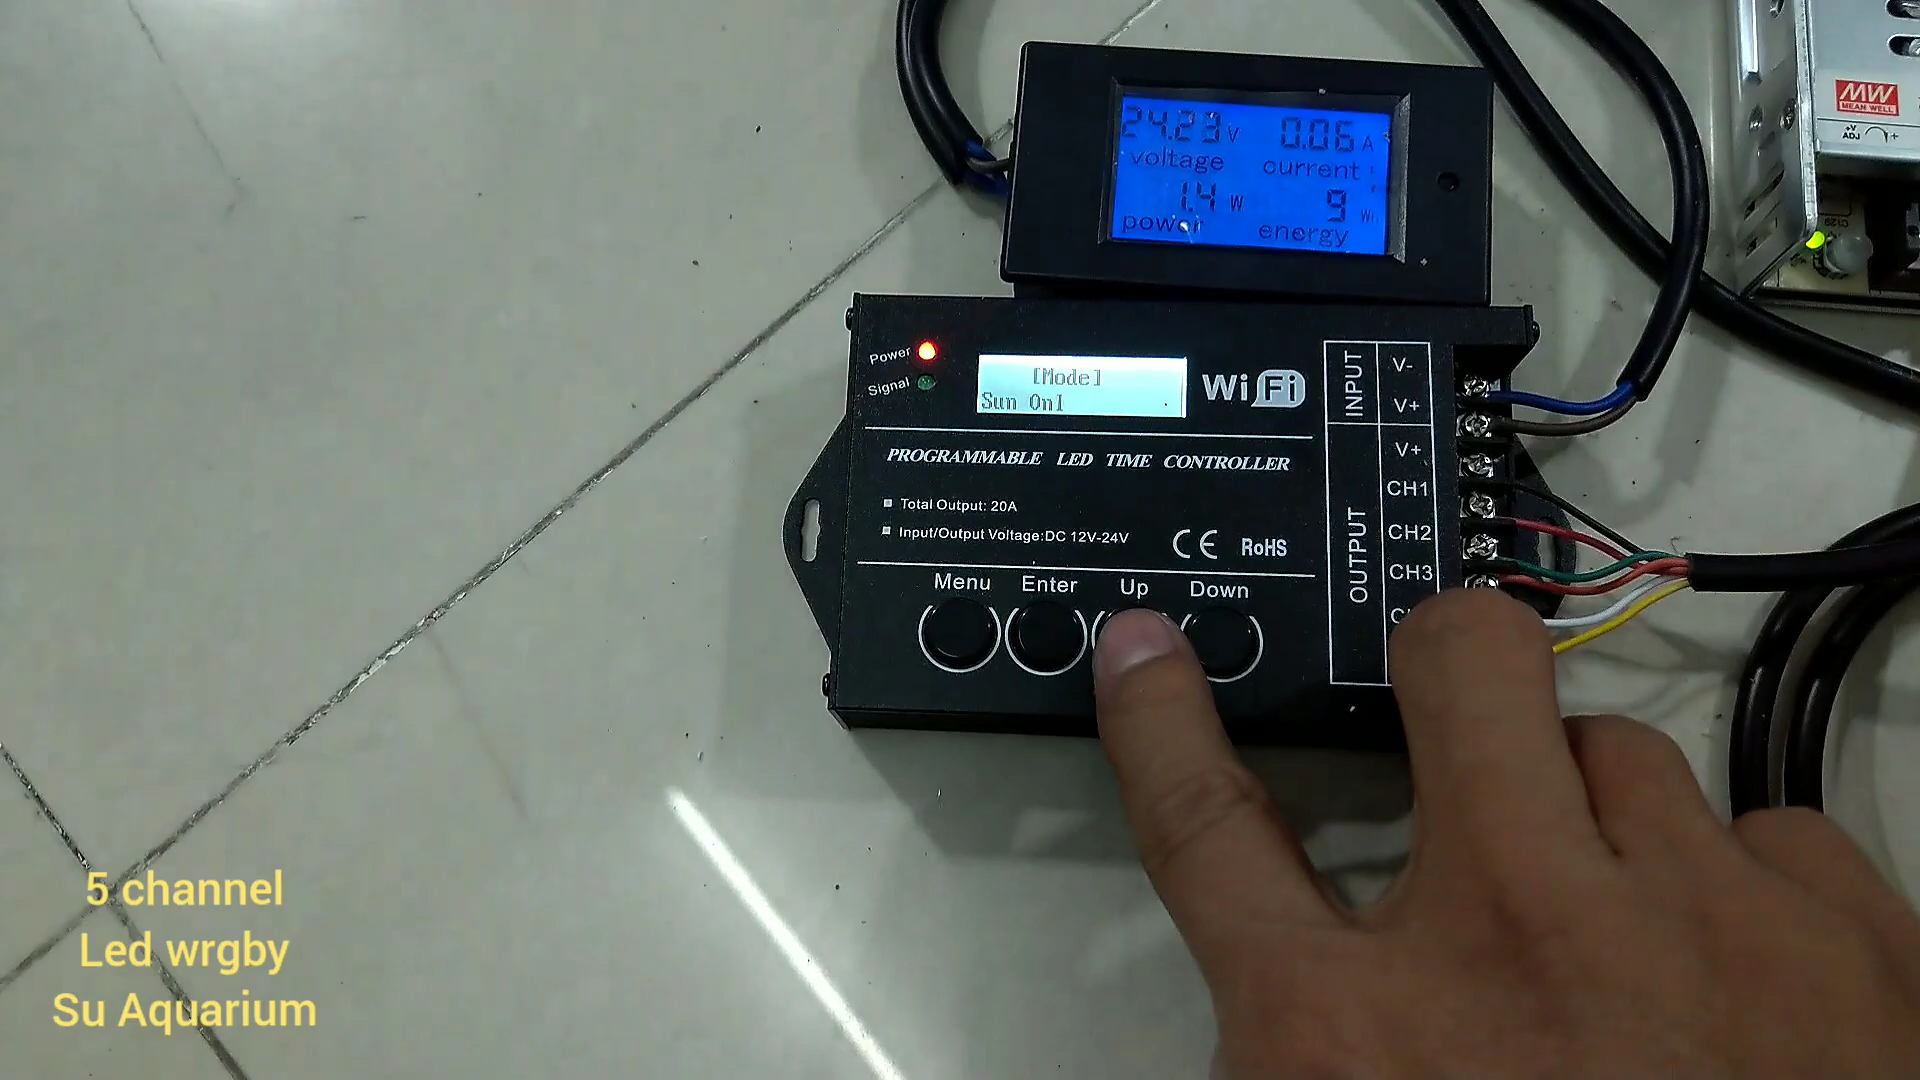 24.23 V 0.06 A
voltage current
1.4 W 9 Wh
power energy
MW
MEAN WELL
+V
ADJ
+
Power
Signal
[Mode]
Sun On1
WiFi
PROGRAMMABLE LED TIME CONTROLLER
Total Output: 20A
Input/Output Voltage:DC 12V-24V
CE RoHS
Menu Enter Up Down
INPUT
V-
V+
OUTPUT
V+
CH1
CH2
CH3
5 channel
Led wrgby
Su Aquarium